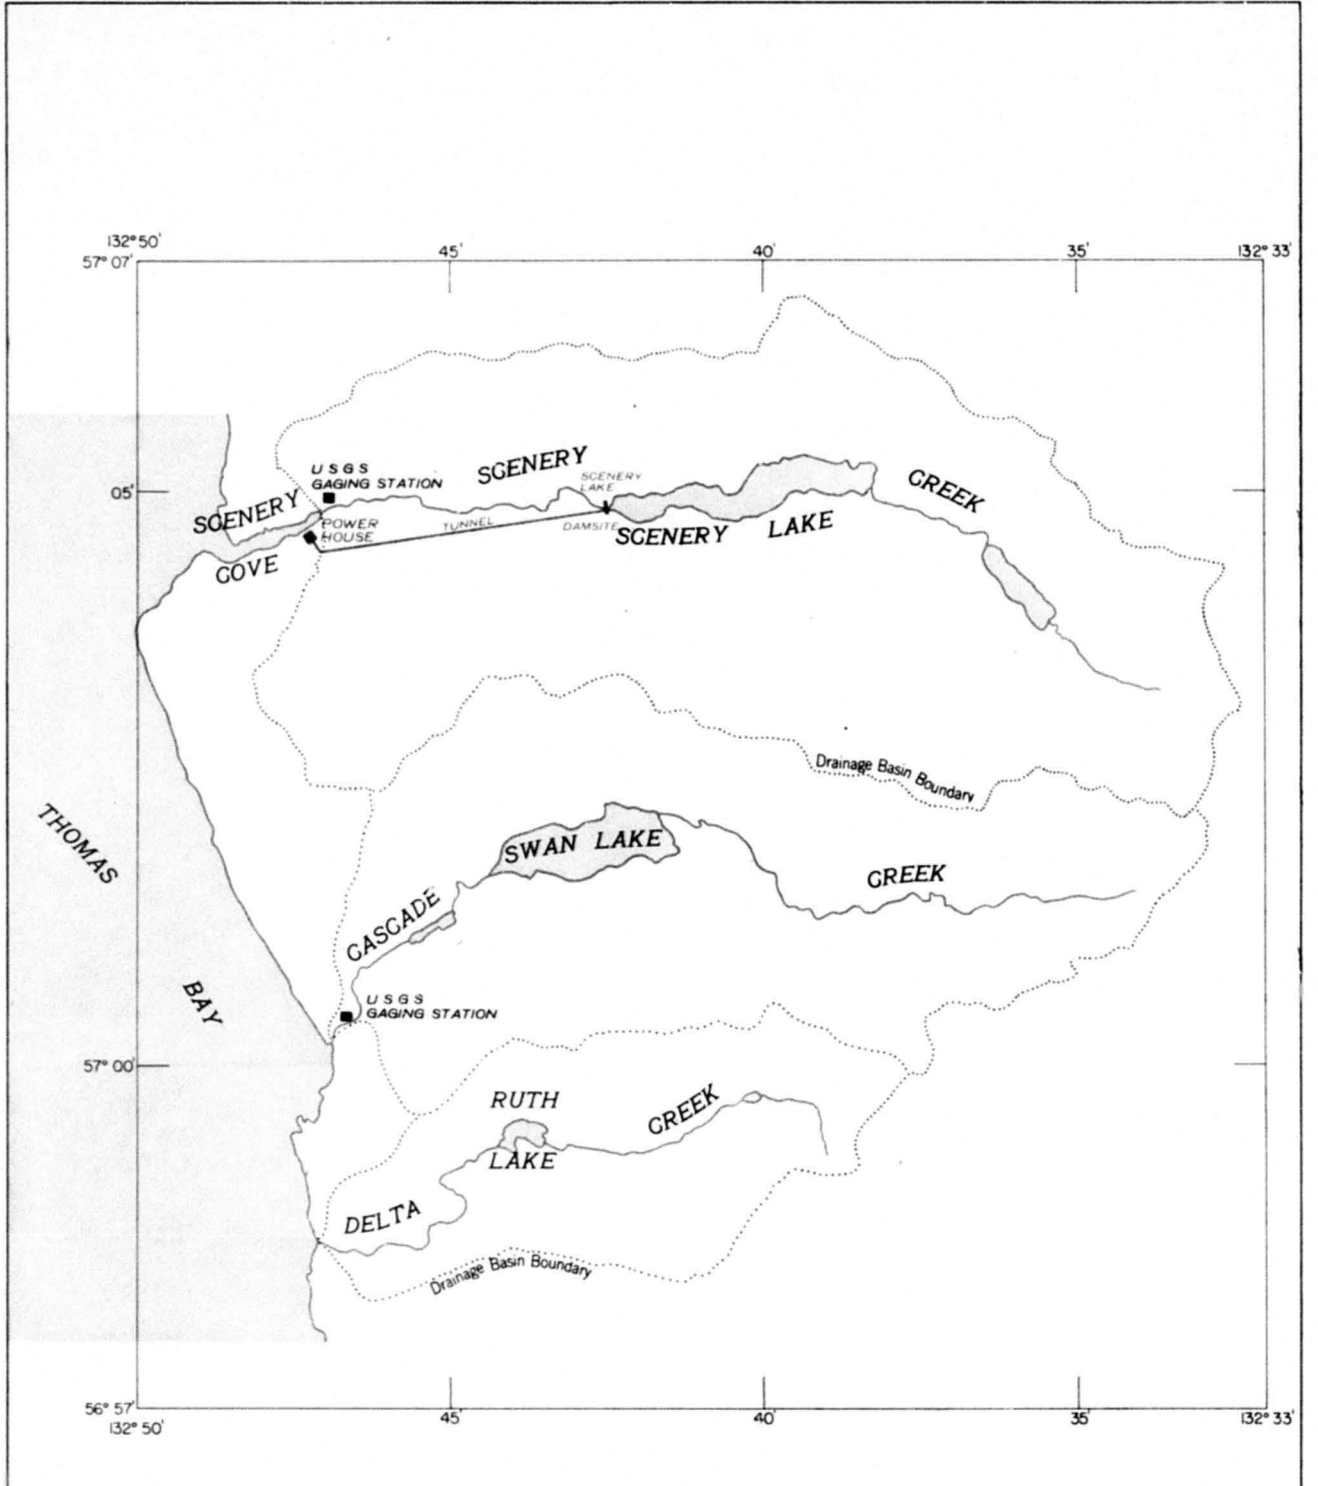 132° 50'
45'
40'
35'
132° 33'
57° 07'
SCENERY
SCENERY
LAKE
CREEK
U S G S
GAGING STATION
05'
SCENERY
POWER
HOUSE
TUNNEL
DAMSITE
SCENERY LAKE
COVE
Drainage Basin
Boundary
THOMAS
SWAN LAKE
CREEK
CASCADE
BAY
U S G S
GAGING STATION
57° 00'
RUTH
CREEK
LAKE
DELTA
Drainage Basin Boundary
56° 57'
132° 50'
45'
40'
35'
132° 33'